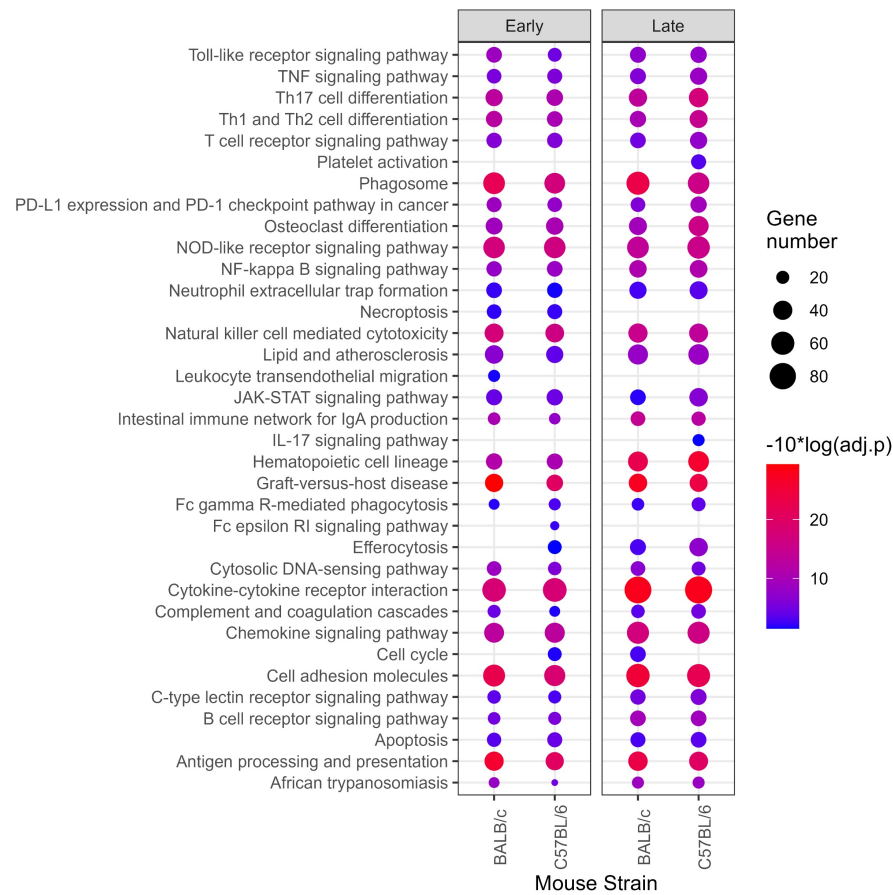 Early
Late
Toll-like receptor signaling pathway
TNF signaling pathway
Th17 cell differentiation
Th1 and Th2 cell differentiation
T cell receptor signaling pathway
Platelet activation
Phagosome
PD-L1 expression and PD-1 checkpoint pathway in cancer
Osteoclast differentiation
NOD-like receptor signaling pathway
NF-kappa B signaling pathway
Neutrophil extracellular trap formation
Necroptosis
Natural killer cell mediated cytotoxicity
Lipid and atherosclerosis
Leukocyte transendothelial migration
JAK-STAT signaling pathway
Intestinal immune network for IgA production
IL-17 signaling pathway
Hematopoietic cell lineage
Graft-versus-host disease
Fc gamma R-mediated phagocytosis
Fc epsilon RI signaling pathway
Efferocytosis
Cytosolic DNA-sensing pathway
Cytokine-cytokine receptor interaction
Complement and coagulation cascades
Chemokine signaling pathway
Cell cycle
Cell adhesion molecules
C-type lectin receptor signaling pathway
B cell receptor signaling pathway
Apoptosis
Antigen processing and presentation
African trypanosomiasis
BALB/c
C57BL/6
BALB/c
C57BL/6
Mouse Strain
Gene
number
20
40
60
80
-10*log(adj.p)
20
10